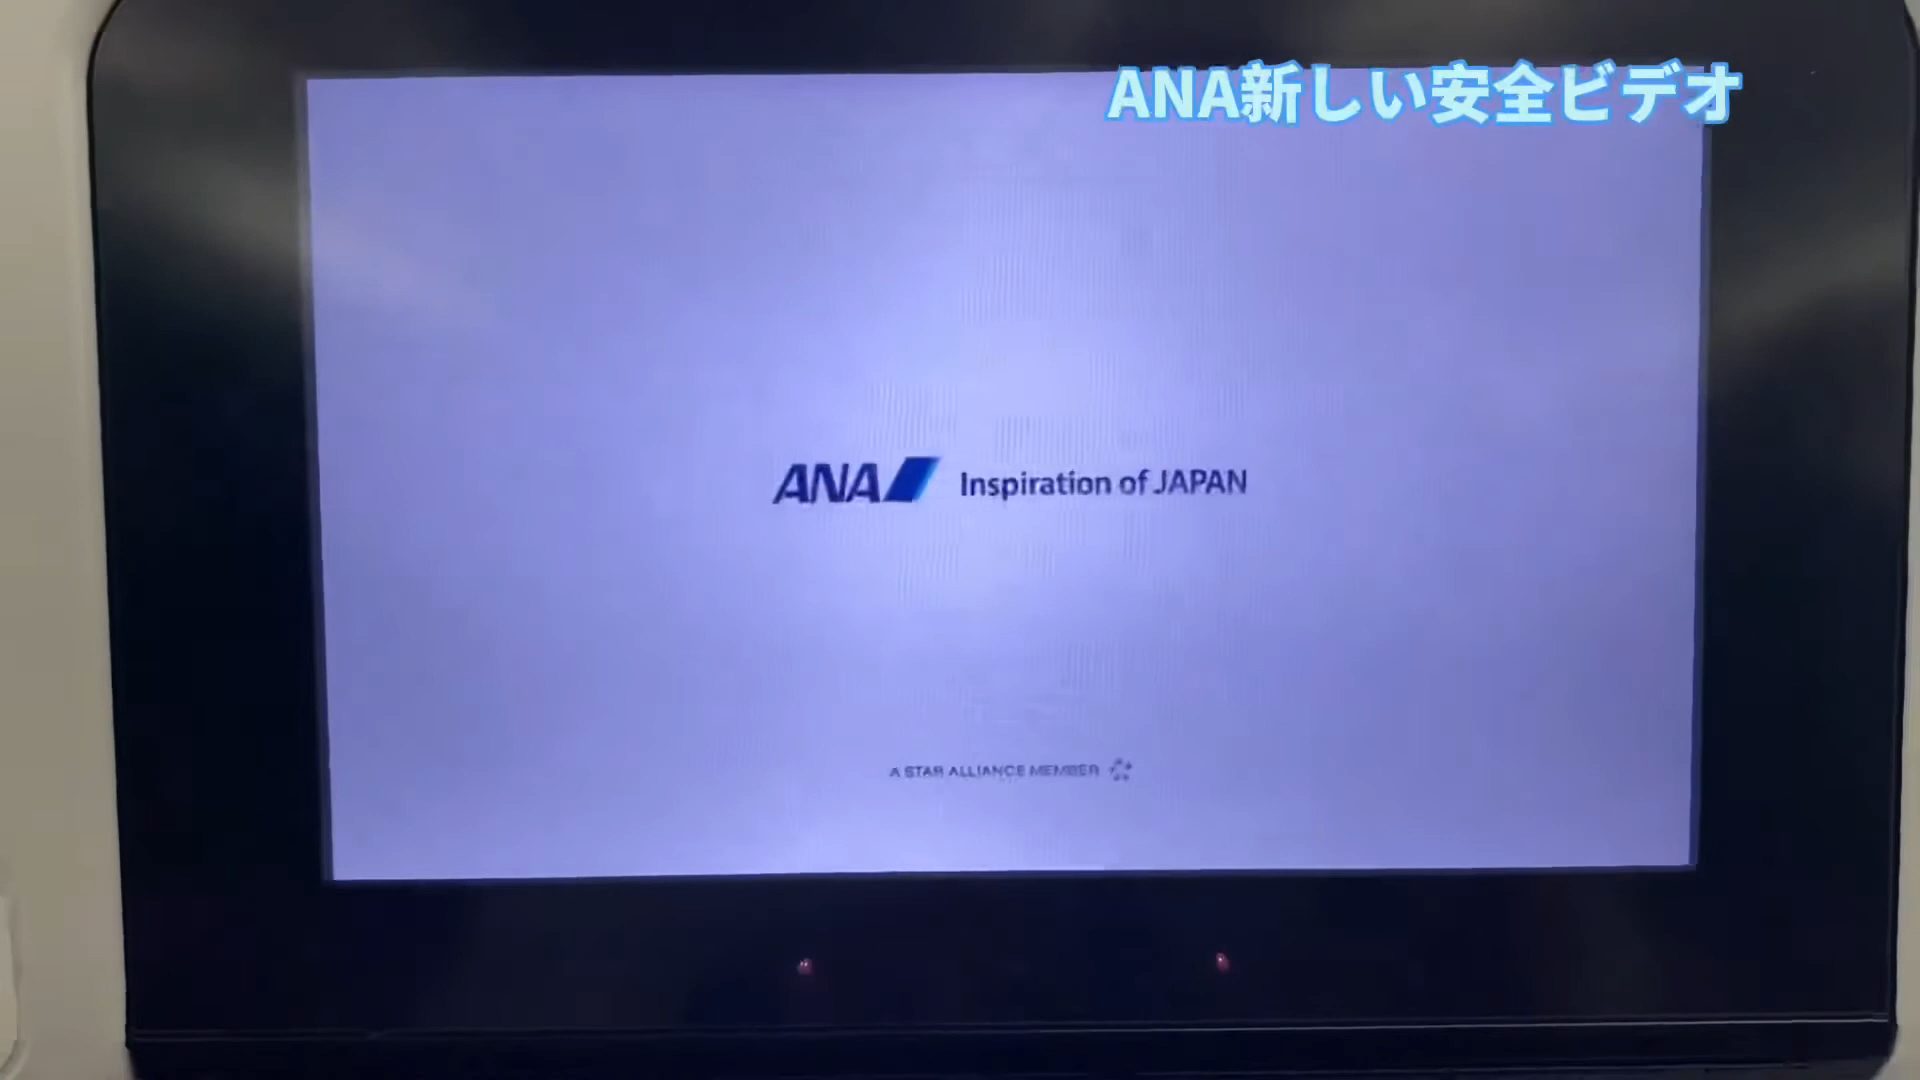 ANA新しい安全ビデオ
ANA Inspiration of JAPAN
A STAR ALLIANCE MEMBER